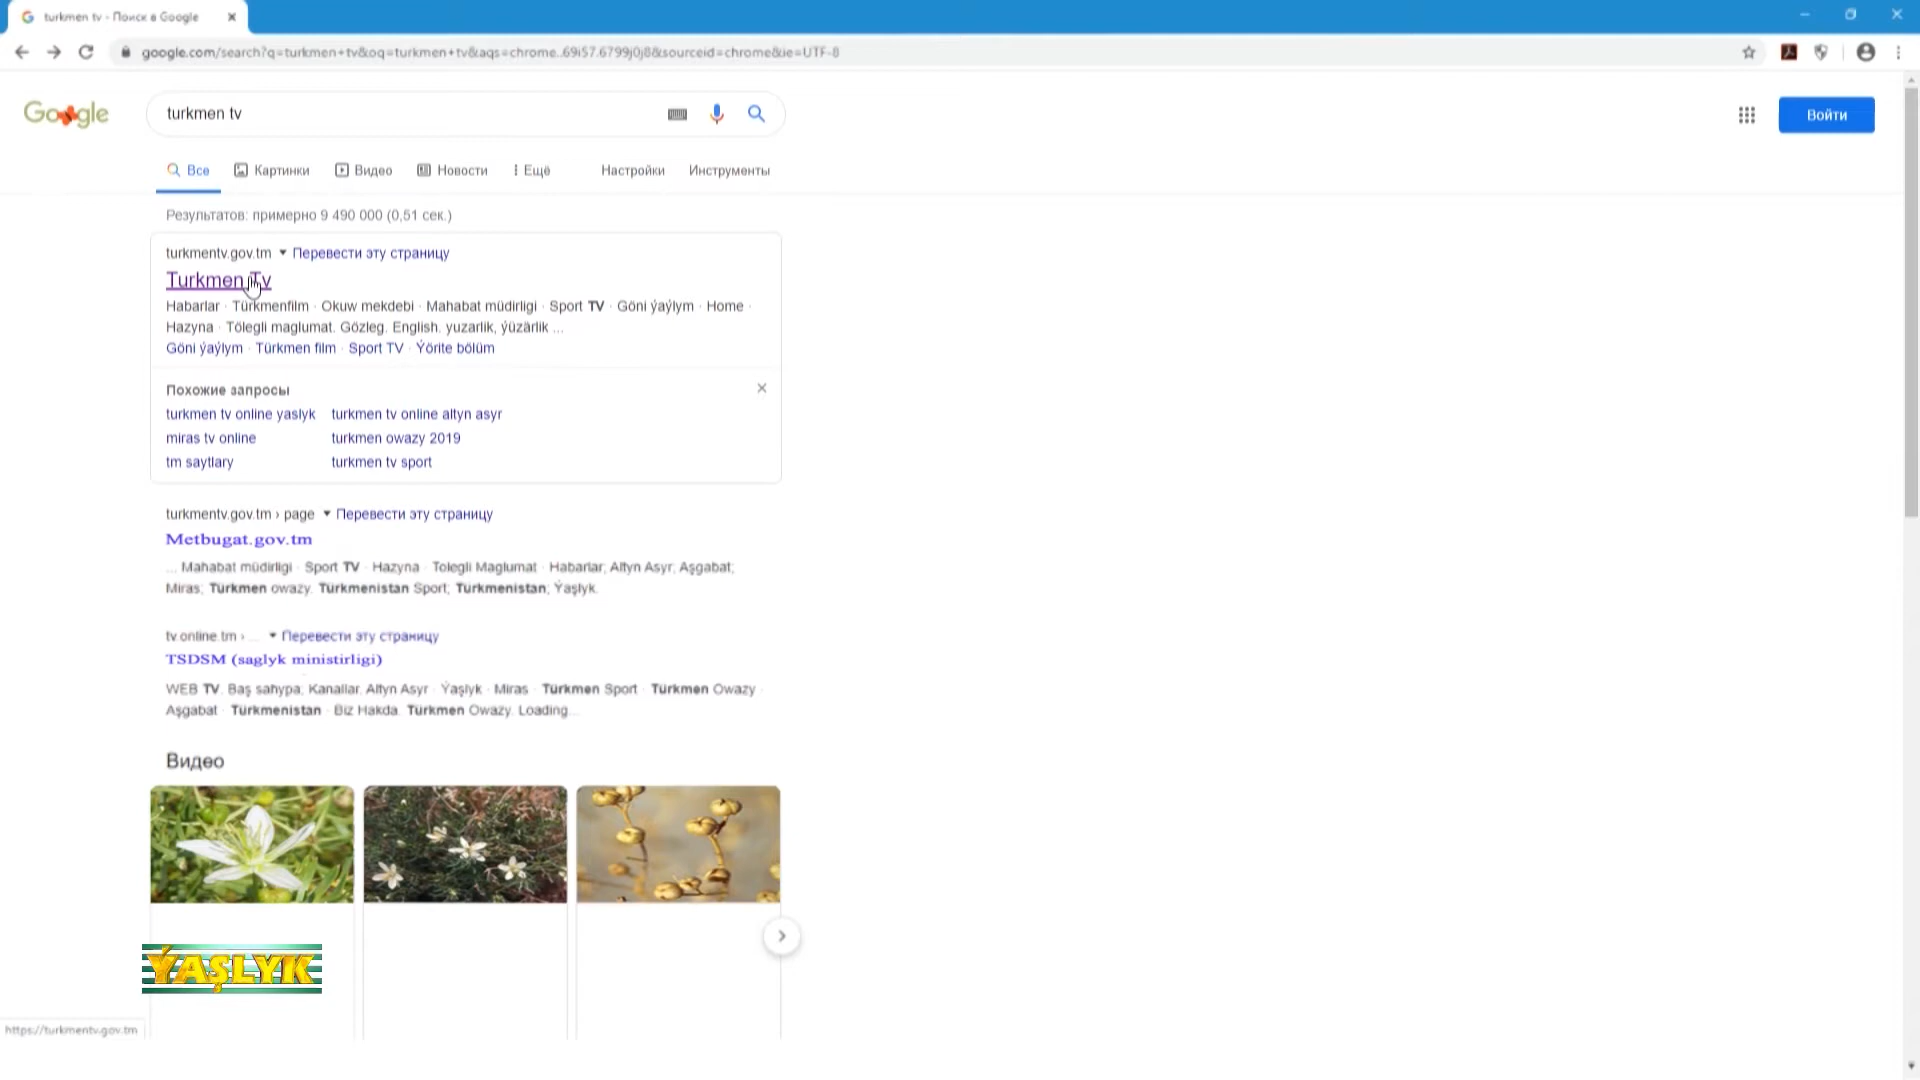 turkmen tv - Поиск в Google
google.com/search?q=turkmen+tv&oq=turkmen+tv&aqs=chrome..69i57.6799j0j8&sourceid=chrome&ie=UTF-8
Google
turkmen tv
Войти
Все Картинки Видео Новости Ещё Настройки Инструменты
Результатов: примерно 9 490 000 (0,51 сек.)
turkmentv.gov.tm Перевести эту страницу
Turkmen Tv
Habarlar · Türkmenfilm · Okuw mekdebi · Mahabat müdirligi · Sport TV · Göni ýaýlym · Home ·
Hazyna · Tölegli maglumat. Gözleg. English. yuzarlik, ýüzärlik ...
Göni ýaýlym · Türkmen film · Sport TV · Ýörite bölüm
Похожие запросы
turkmen tv online yaslyk turkmen tv online altyn asyr
miras tv online turkmen owazy 2019
tm saytlary turkmen tv sport
turkmentv.gov.tm › page Перевести эту страницу
Metbugat.gov.tm
... Mahabat müdirligi · Sport TV · Hazyna · Tolegli Maglumat · Habarlar; Altyn Asyr; Aşgabat;
Miras; Türkmen owazy. Türkmenistan Sport; Türkmenistan; Ýaşlyk.
tv.online.tm › ... Перевести эту страницу
TSDSM (saglyk ministirligi)
WEB TV. Baş sahypa; Kanallar. Altyn Asyr · Ýaşlyk · Miras · Türkmen Sport · Türkmen Owazy ·
Aşgabat · Türkmenistan · Biz Hakda. Türkmen Owazy. Loading...
Видео
ÝAŞLYK
https://turkmentv.gov.tm